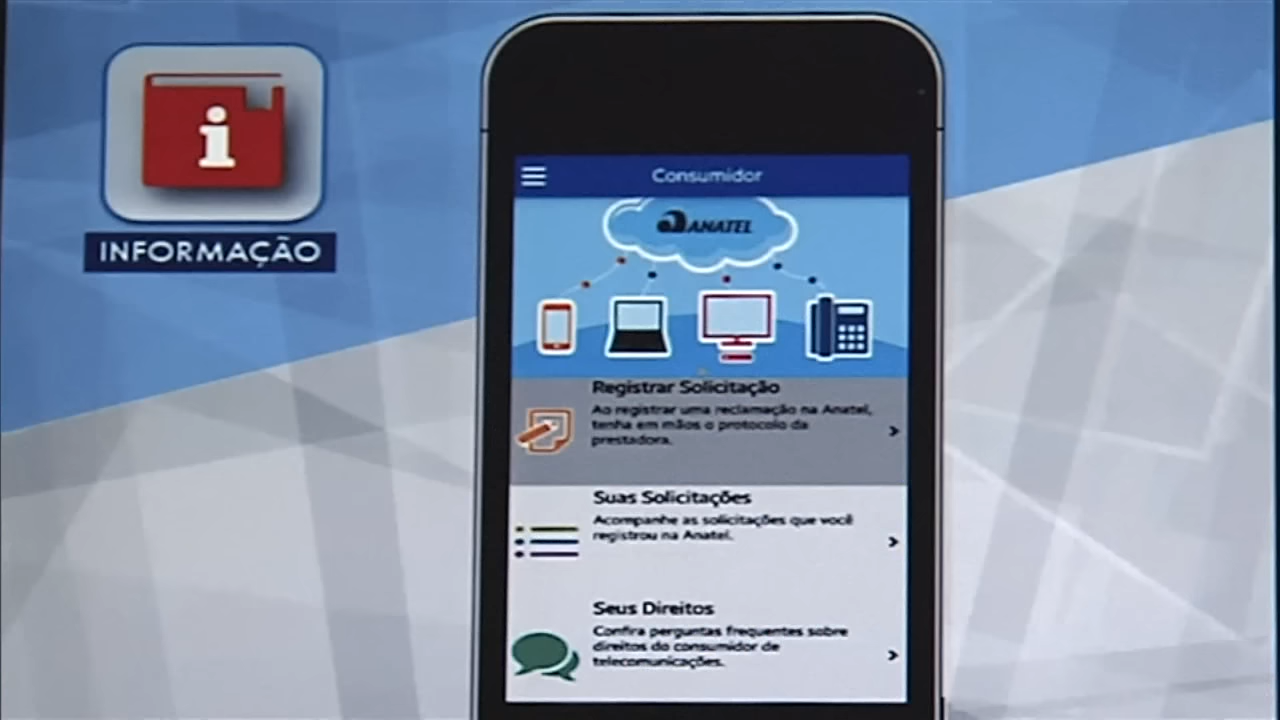 INFORMAÇÃO
Consumidor
ANATEL
Registrar Solicitação
Ao registrar uma reclamação na Anatel,
tenha em mãos o protocolo da
prestadora.
Suas Solicitações
Acompanhe as solicitações que você
registrou na Anatel.
Seus Direitos
Confira perguntas frequentes sobre
direitos do consumidor de
telecomunicações.